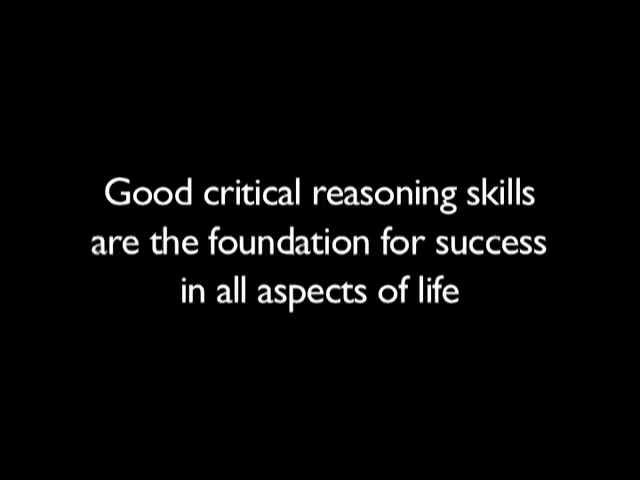 Good critical reasoning skills
are the foundation for success
in all aspects of life